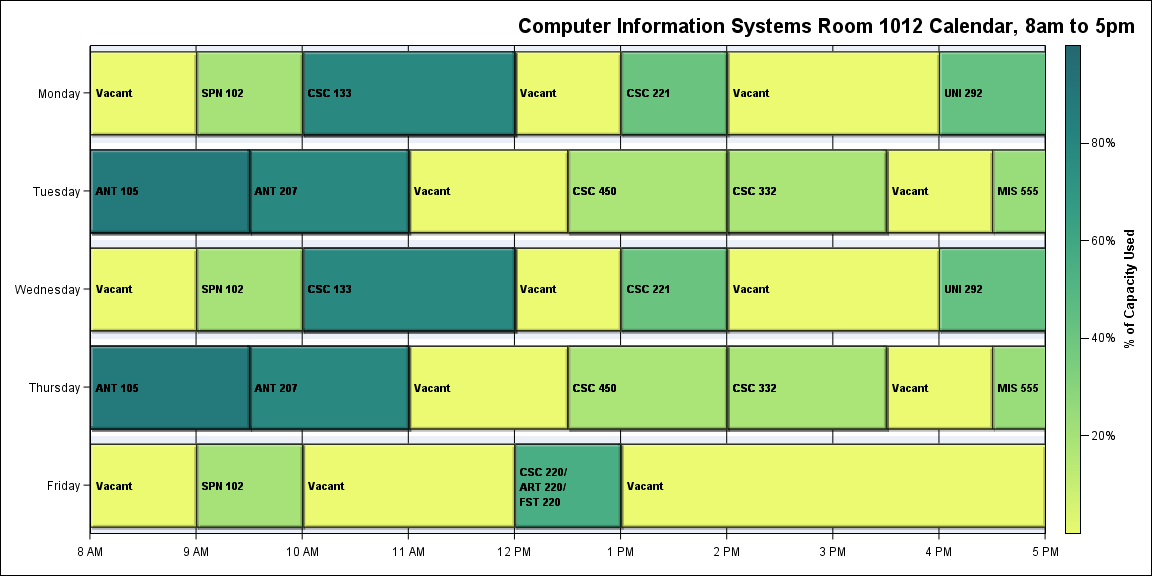 Computer Information Systems Room 1012 Calendar, 8am to 5pm
Monday
Vacant
SPN 102
CSC 133
Vacant
CSC 221
Vacant
UNI 292
Tuesday
ANT 105
ANT 207
Vacant
CSC 450
CSC 332
Vacant
MIS 555
Wednesday
Vacant
SPN 102
CSC 133
Vacant
CSC 221
Vacant
UNI 292
Thursday
ANT 105
ANT 207
Vacant
CSC 450
CSC 332
Vacant
MIS 555
Friday
Vacant
SPN 102
Vacant
CSC 220/
ART 220/
FST 220
Vacant
8 AM
9 AM
10 AM
11 AM
12 PM
1 PM
2 PM
3 PM
4 PM
5 PM
80%
60%
40%
20%
% of Capacity Used